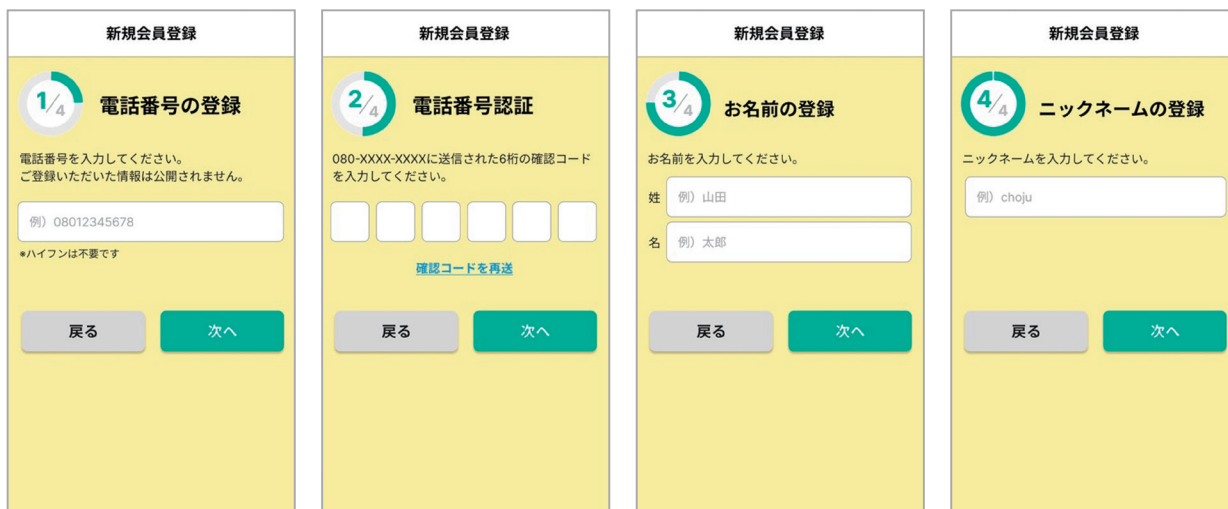 新規会員登録
1/4
電話番号の登録
電話番号を入力してください。
ご登録いただいた情報は公開されません。
例）08012345678
*ハイフンは不要です
戻る
次へ
新規会員登録
2/4
電話番号認証
080-XXXX-XXXXに送信された6桁の確認コード
を入力してください。
確認コードを再送
戻る
次へ
新規会員登録
3/4
お名前の登録
お名前を入力してください。
姓
例）山田
名
例）太郎
戻る
次へ
新規会員登録
4/4
ニックネームの登録
ニックネームを入力してください。
例）choju
戻る
次へ